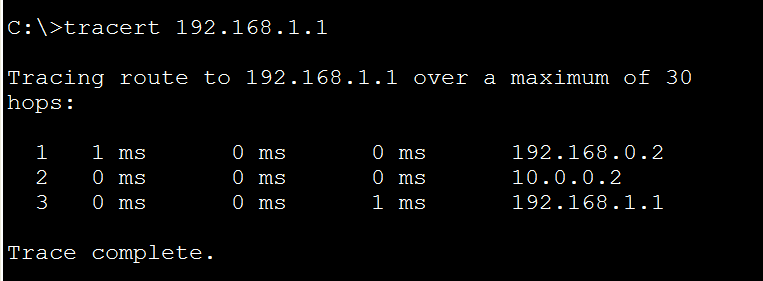 C:\>tracert 192.168.1.1
Tracing route to 192.168.1.1 over a maximum of 30
hops:
1 1 ms 0 ms 0 ms 192.168.0.2
2 0 ms 0 ms 0 ms 10.0.0.2
3 0 ms 0 ms 1 ms 192.168.1.1
Trace complete.